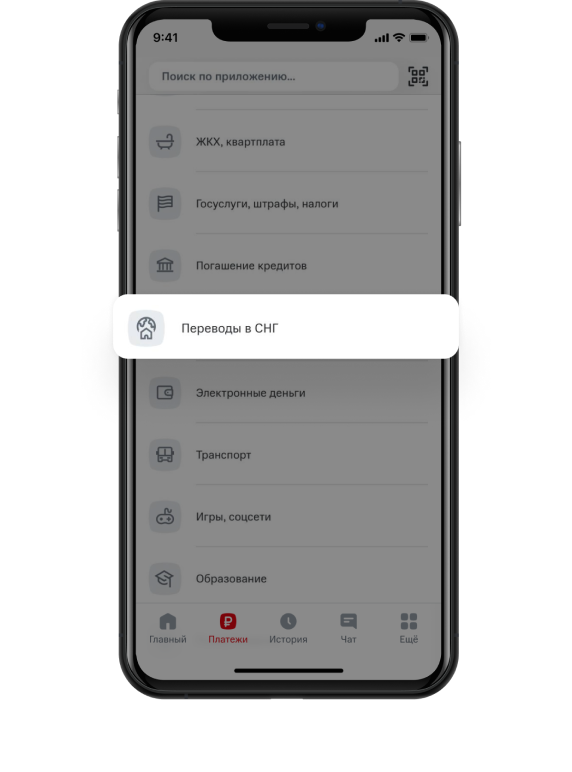 9:41
Поиск по приложению...
ЖКХ, квартплата
Госуслуги, штрафы, налоги
Погашение кредитов
Переводы в СНГ
Электронные деньги
Транспорт
Игры, соцсети
Образование
Главный Платежи История Чат Ещё